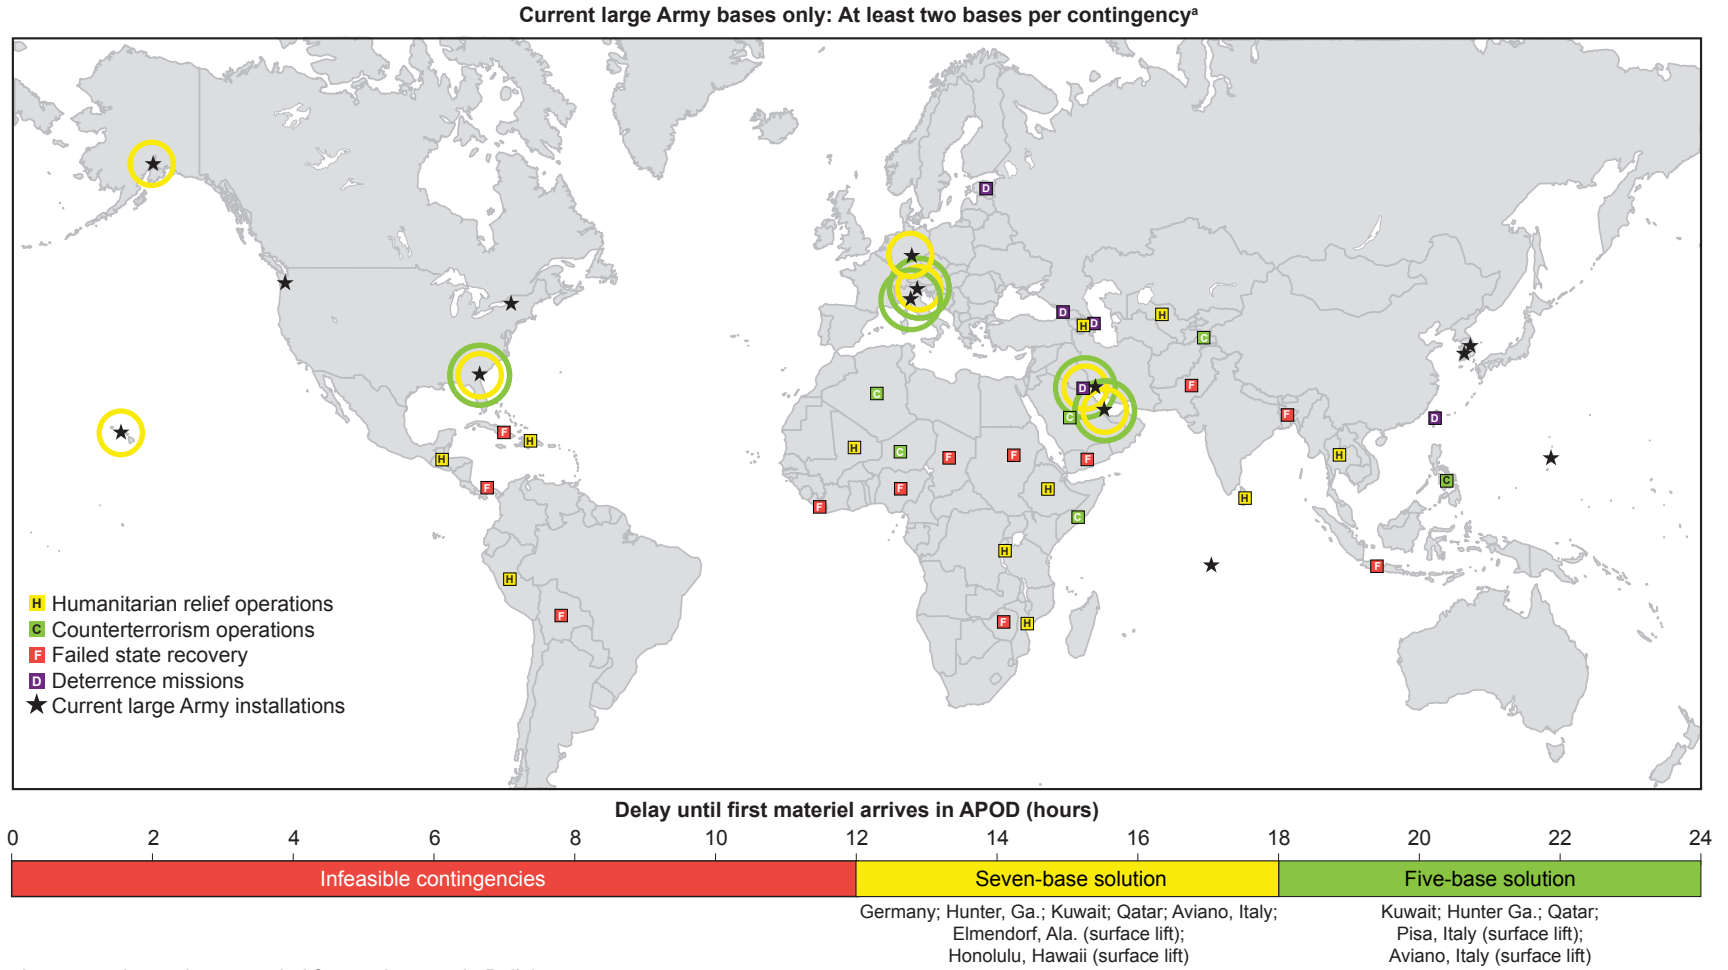 Current large Army bases only: At least two bases per contingencyª
D
D
D
H
H
C
D
C
C
F
F
D
F
H
H
F
H
C
F
F
F
H
C
F
F
F
H
H
C
H
H
F
H
F
F
H
H Humanitarian relief operations
C Counterterrorism operations
F Failed state recovery
D Deterrence missions
Current large Army installations
Delay until first materiel arrives in APOD (hours)
0 2 4 6 8 10 12 14 16 18 20 22 24
Infeasible contingencies
Seven-base solution
Five-base solution
Germany; Hunter, Ga.; Kuwait; Qatar; Aviano, Italy;
Elmendorf, Ala. (surface lift);
Honolulu, Hawaii (surface lift)
Kuwait; Hunter Ga.; Qatar;
Pisa, Italy (surface lift);
Aviano, Italy (surface lift)